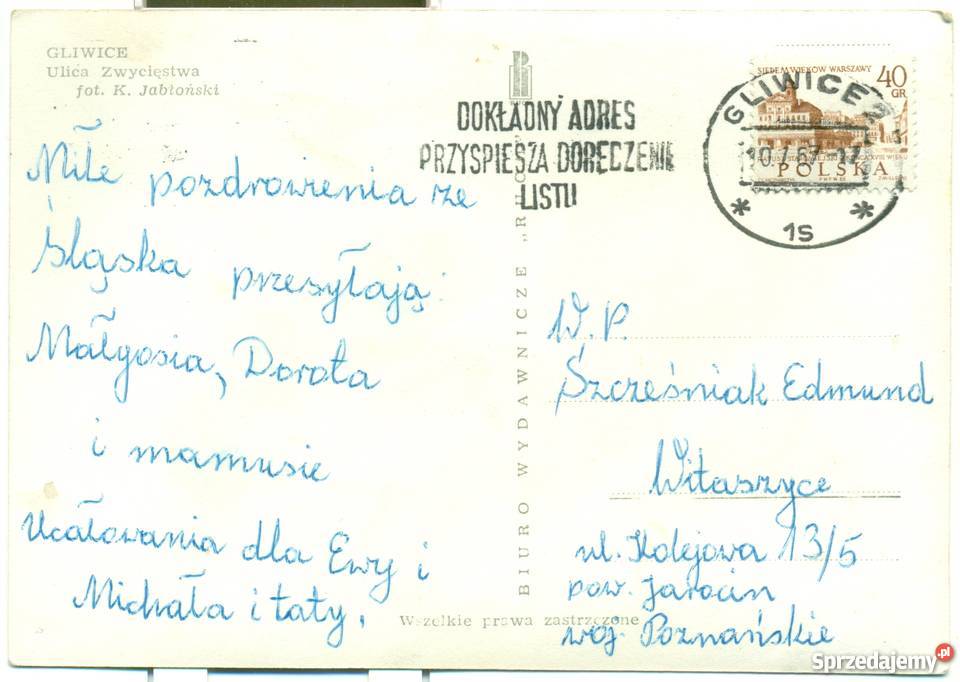 GLIWICE
Ulica Zwycięstwa
fot. K. Jabłoński
Miłe pozdrowienia ze
Śląska przesyłają:
Małgosia, Dorota
i mamusie
Ucałowania dla Ewy i
Michała i taty.
DOKŁADNY ADRES
PRZYSPIESZA DORĘCZENIE
LISTU
BIURO WYDAWNICZE „RUCH"
Wszelkie prawa zastrzeżone
SIEDEM WIEKÓW WARSZAWY
40
GR
POLSKA
GLIWICE 2
1S
W. P.
Szcześniak Edmund
Witaszyce
ul. Kolejowa 13/5
pow. Jarocin
woj. Poznańskie
Sprzedajemy.pl